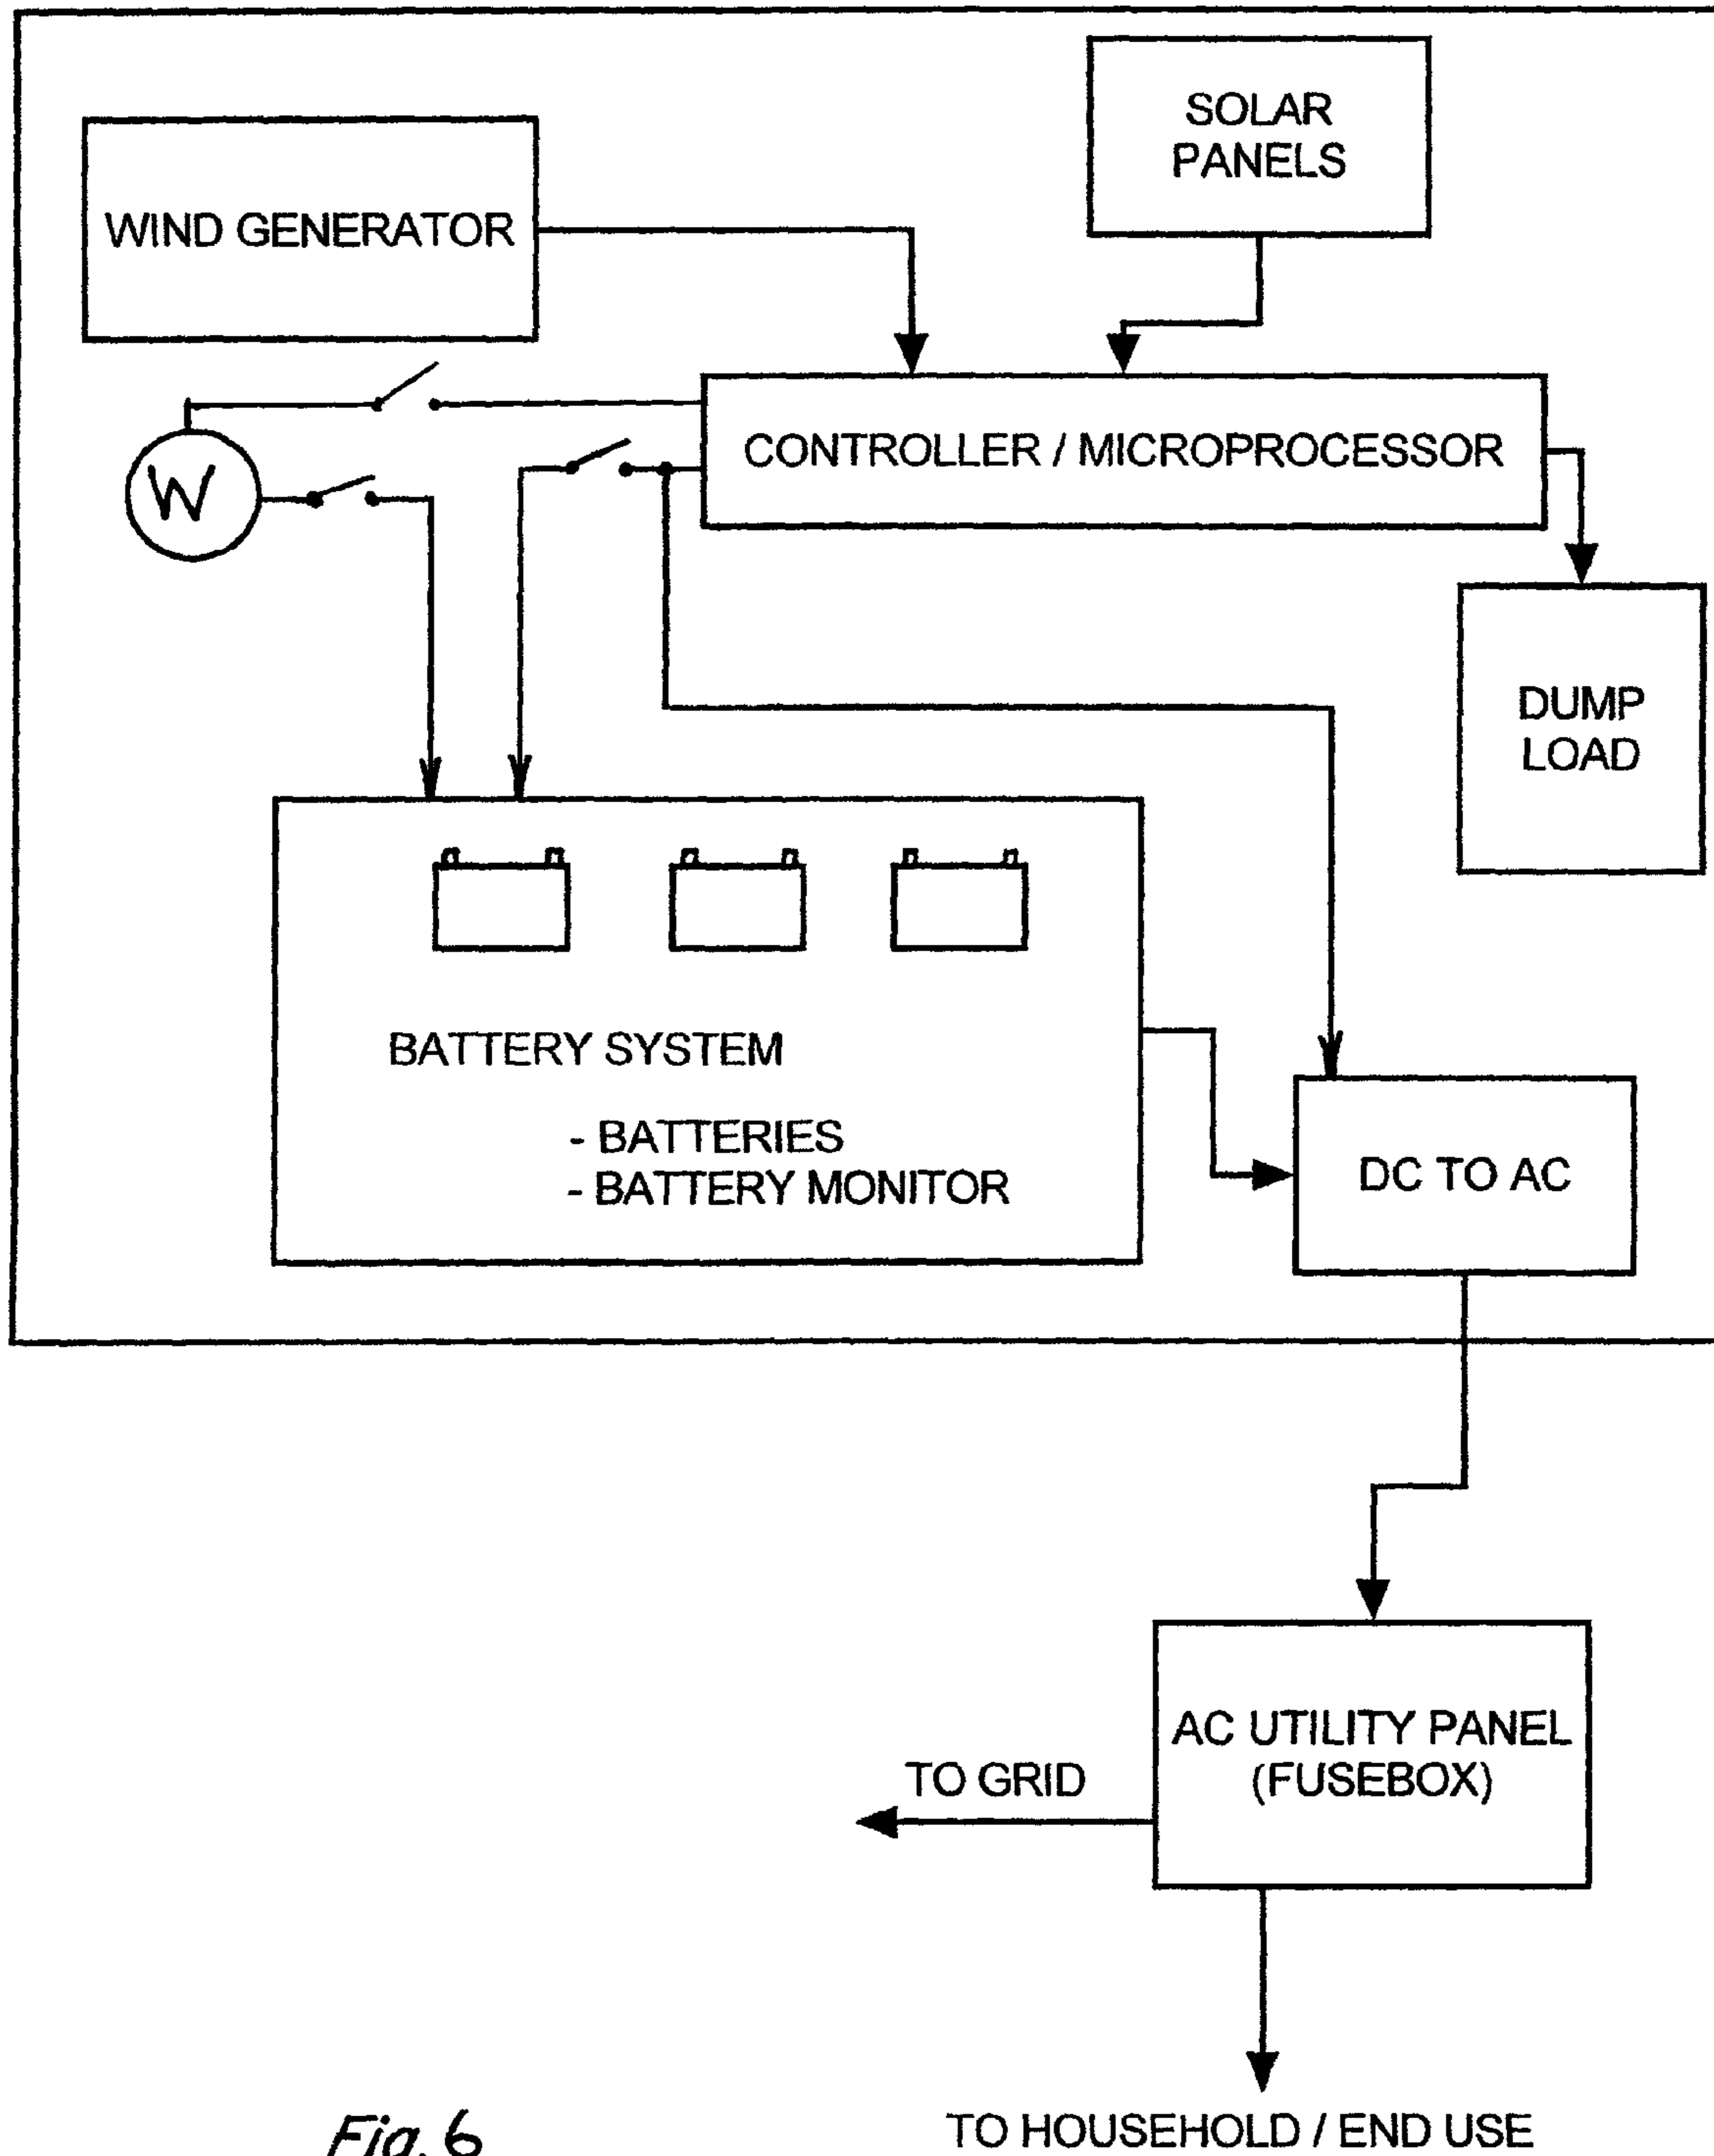 SOLAR
PANELS
WIND GENERATOR
CONTROLLER / MICROPROCESSOR
W
DUMP
LOAD
BATTERY SYSTEM
- BATTERIES
- BATTERY MONITOR
DC TO AC
AC UTILITY PANEL
(FUSEBOX)
TO GRID
TO HOUSEHOLD / END USE
Fig. 6